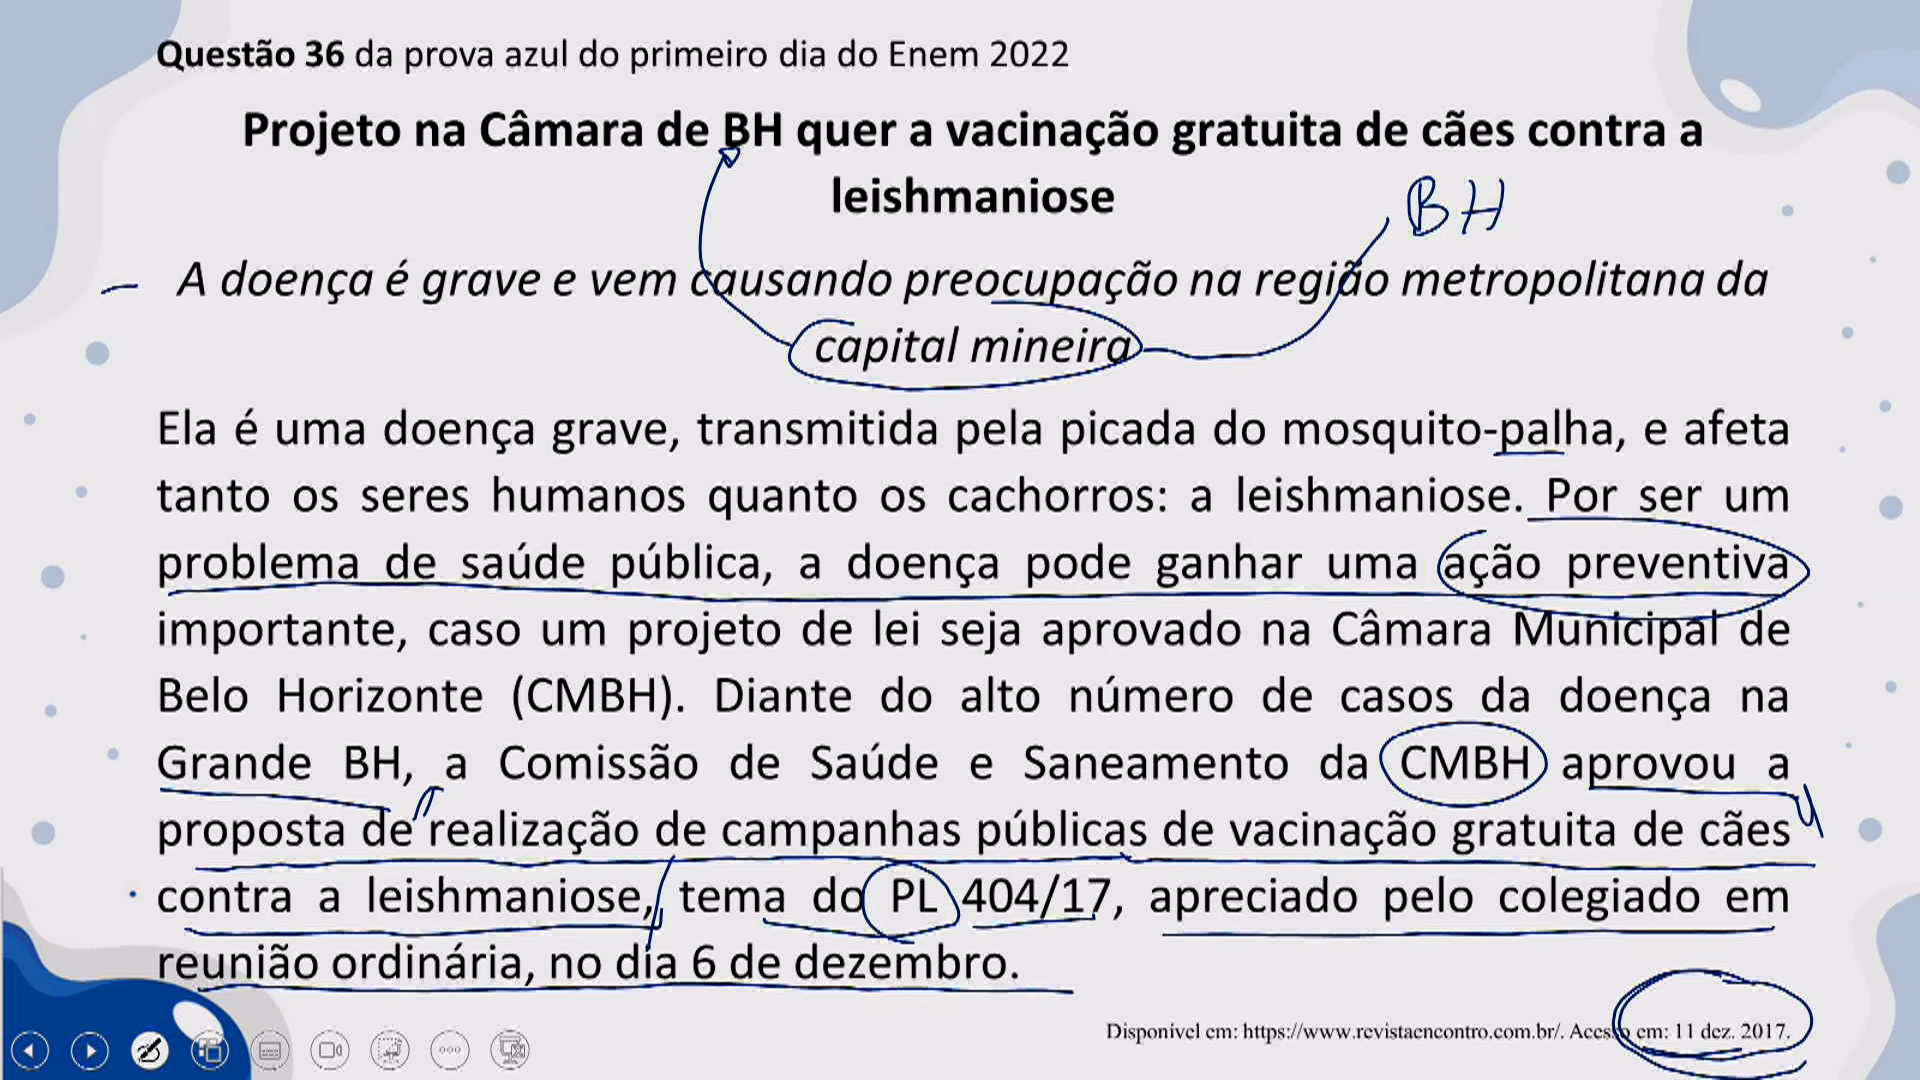 Questão 36 da prova azul do primeiro dia do Enem 2022
Projeto na Câmara de BH quer a vacinação gratuita de cães contra a
leishmaniose
BH
A doença é grave e vem causando preocupação na região metropolitana da
capital mineira
Ela é uma doença grave, transmitida pela picada do mosquito-palha, e afeta
tanto os seres humanos quanto os cachorros: a leishmaniose. Por ser um
problema de saúde pública, a doença pode ganhar uma ação preventiva
importante, caso um projeto de lei seja aprovado na Câmara Municipal de
Belo Horizonte (CMBH). Diante do alto número de casos da doença na
Grande BH, a Comissão de Saúde e Saneamento da CMBH aprovou a
proposta de realização de campanhas públicas de vacinação gratuita de cães
contra a leishmaniose, tema do PL 404/17, apreciado pelo colegiado em
reunião ordinária, no dia 6 de dezembro.
Disponível em: https://www.revistaencontro.com.br/. Acesso em: 11 dez. 2017.